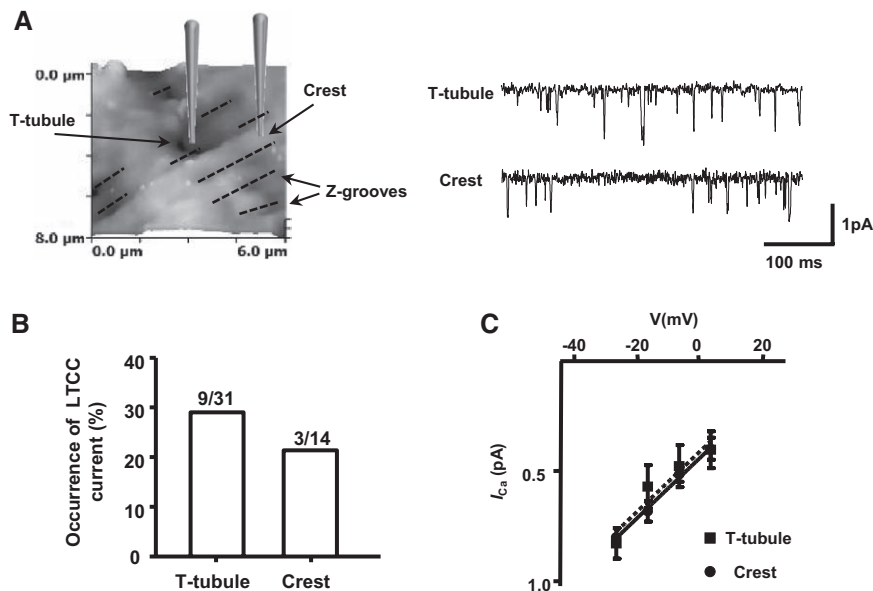 A
0.0 µm
Crest
T-tubule
Z-grooves
8.0 µm
0.0 µm
6.0 µm
T-tubule
Crest
1pA
100 ms
B
Occurrence of LTCC
current (%)
40
30
20
10
0
9/31
3/14
T-tubule
Crest
C
V(mV)
-40
-20
0
20
I Ca (pA)
0.5
1.0
T-tubule
Crest